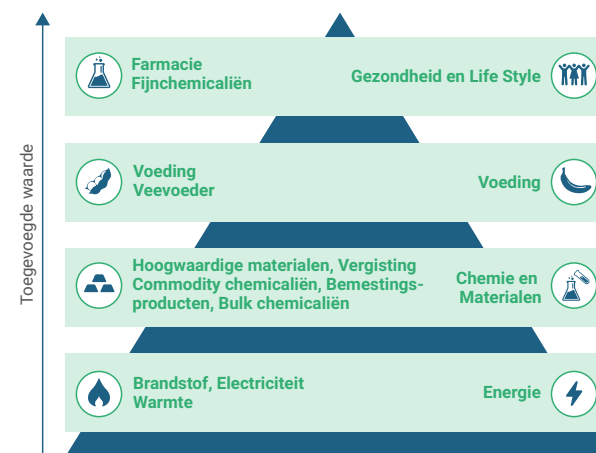 Toegevoegde waarde
Farmacie
Fijnchemicaliën
Gezondheid en Life Style
Voeding
Veevoeder
Voeding
Hoogwaardige materialen, Vergisting
Commodity chemicaliën, Bemestings-
producten, Bulk chemicaliën
Chemie en
Materialen
Brandstof, Electriciteit
Warmte
Energie